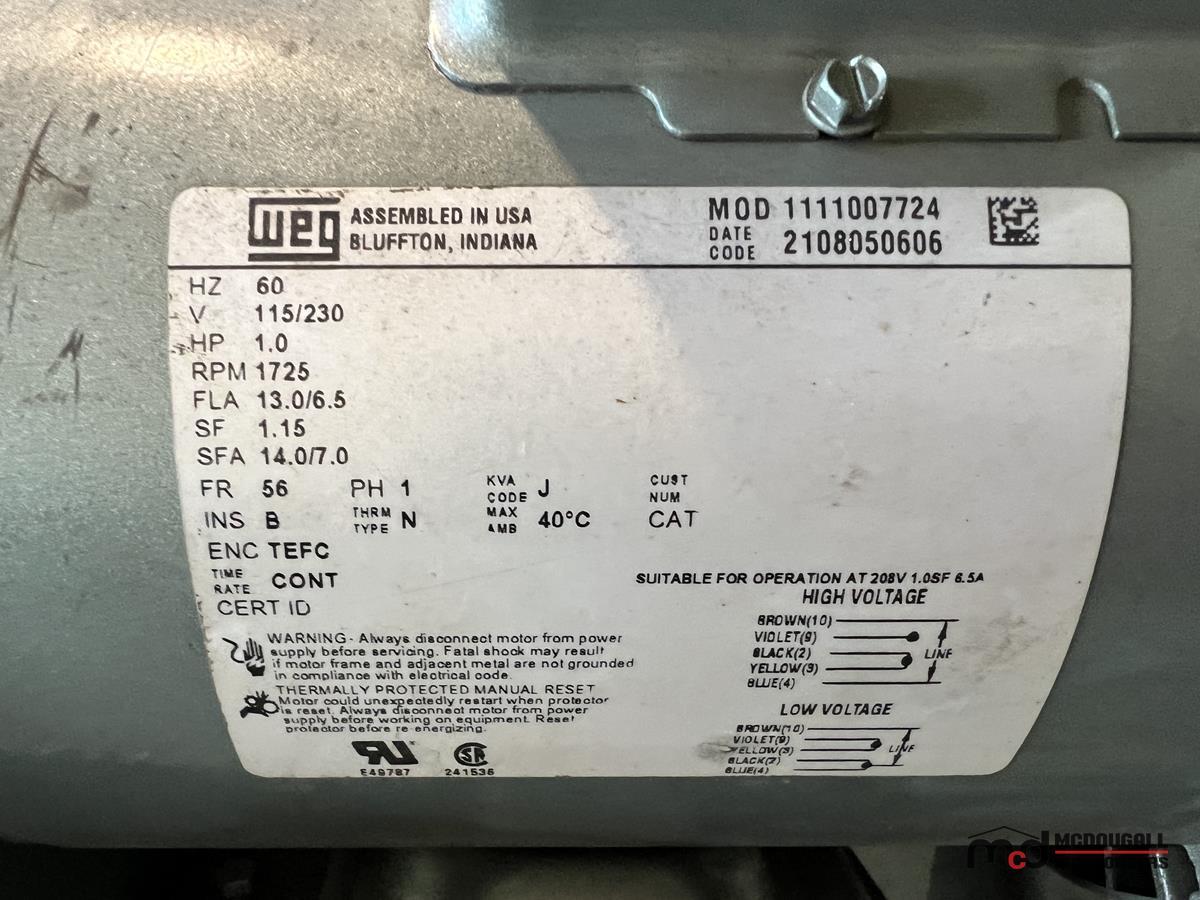 weg ASSEMBLED IN USA
BLUFFTON, INDIANA
MOD 1111007724
DATE CODE 2108050606
HZ 60
V 115/230
HP 1.0
RPM 1725
FLA 13.0/6.5
SF 1.15
SFA 14.0/7.0
FR 56 PH 1 KVA CODE J CUST NUM
INS B THRM TYPE N MAX AMB 40°C CAT
ENC TEFC
TIME RATE CONT
CERT ID
SUITABLE FOR OPERATION AT 208V 1.0SF 6.5A
HIGH VOLTAGE
BROWN(10)
VIOLET(9)
BLACK(2) LINE
YELLOW(3)
BLUE(4)
WARNING- Always disconnect motor from power
supply before servicing. Fatal shock may result
if motor frame and adjacent metal are not grounded
in compliance with electrical code.
THERMALLY PROTECTED MANUAL RESET
Motor could unexpectedly restart when protector
is reset. Always disconnect motor from power
supply before working on equipment. Reset
protector before re-energizing.
LOW VOLTAGE
BROWN(10)
VIOLET(9)
YELLOW(3) LINE
BLACK(2)
BLUE(4)
E49787
SA
241536
mcd MCDOUGALL